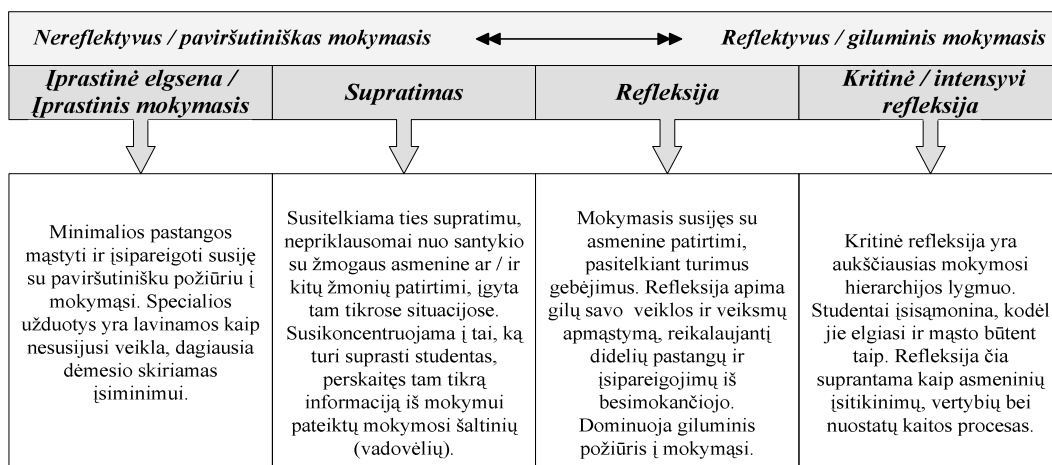 Nereflektyvus / paviršutiniškas mokymasis
Reflektyvus / giluminis mokymasis
Įprastinė elgsena /
Įprastinis mokymasis
Supratimas
Refleksija
Kritinė / intensyvi
refleksija
Minimalios pastangos
mąstyti ir įsipareigoti susiję
su paviršutinišku požiūriu į
mokymąsi. Specialios
užduotys yra lavinamos kaip
nesusijusi veikla, dagiausia
dėmesio skiriamas
įsiminimui.
Susitelkiama ties supratimu,
nepriklausomai nuo santykio
su žmogaus asmenine ar / ir
kitų žmonių patirtimi, įgyta
tam tikrose situacijose.
Susikoncentruojama į tai, ką
turi suprasti studentas,
perskaitęs tam tikrą
informaciją iš mokymui
pateiktų mokymosi šaltinių
(vadovėlių).
Mokymasis susijęs su
asmenine patirtimi,
pasitelkiant turimus
gebėjimus. Refleksija apima
gilų savo veiklos ir veiksmų
apmąstymą, reikalaujantį
didelių pastangų ir
įsipareigojimų iš
besimokančiojo.
Dominuoja giluminis
požiūris į mokymąsi.
Kritinė refleksija yra
aukščiausias mokymosi
hierarchijos lygmuo.
Studentai įsisąmonina, kodėl
jie elgiasi ir mąsto būtent
taip. Refleksija čia
suprantama kaip asmeninių
įsitikinimų, vertybių bei
nuostatų kaitos procesas.